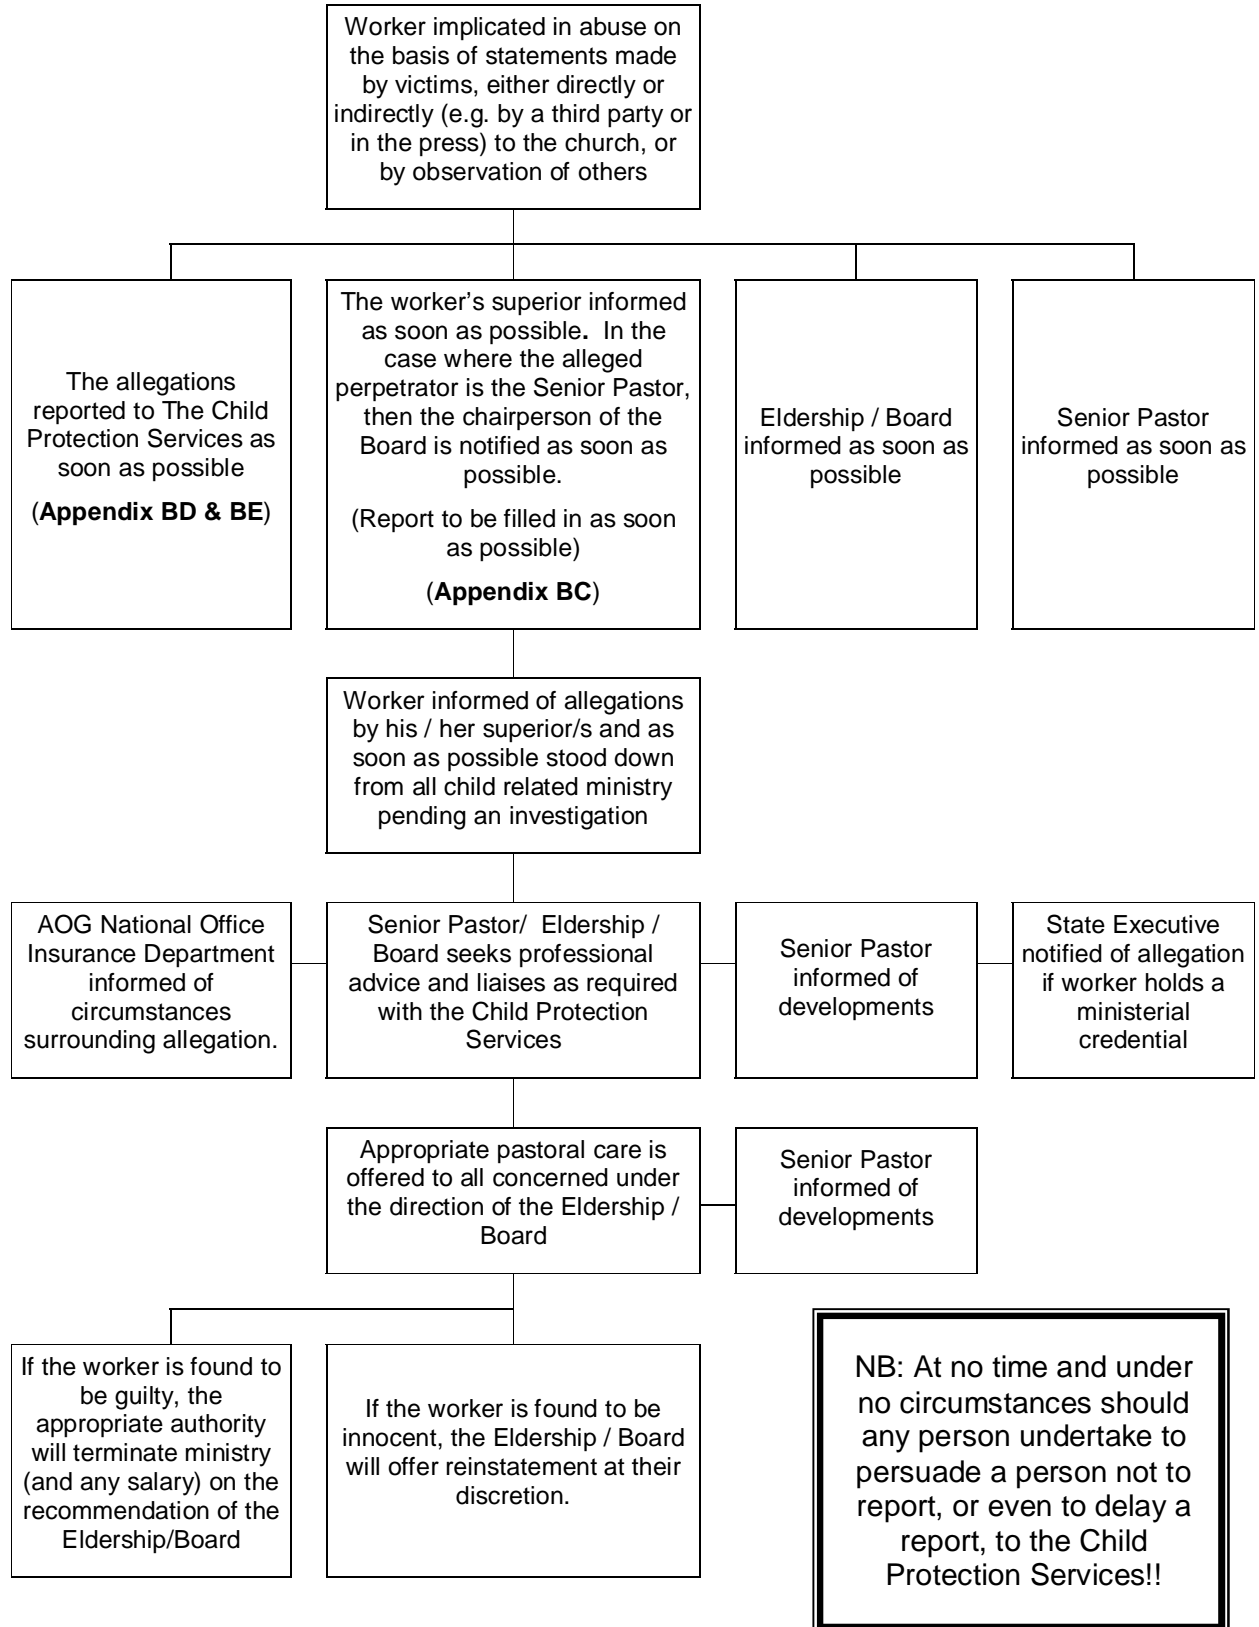 Worker implicated in abuse on
the basis of statements made
by victims, either directly or
indirectly (e.g. by a third party or
in the press) to the church, or
by observation of others
The allegations
reported to The Child
Protection Services as
soon as possible
(Appendix BD & BE)
The worker’s superior informed
as soon as possible. In the
case where the alleged
perpetrator is the Senior Pastor,
then the chairperson of the
Board is notified as soon as
possible.
(Report to be filled in as soon
as possible)
(Appendix BC)
Eldership / Board
informed as soon as
possible
Senior Pastor
informed as soon as
possible
Worker informed of allegations
by his / her superior/s and as
soon as possible stood down
from all child related ministry
pending an investigation
AOG National Office
Insurance Department
informed of
circumstances
surrounding allegation.
Senior Pastor/ Eldership /
Board seeks professional
advice and liaises as required
with the Child Protection
Services
Senior Pastor
informed of
developments
State Executive
notified of allegation
if worker holds a
ministerial
credential
Appropriate pastoral care is
offered to all concerned under
the direction of the Eldership /
Board
Senior Pastor
informed of
developments
If the worker is found to
be guilty, the
appropriate authority
will terminate ministry
(and any salary) on the
recommendation of the
Eldership/Board
If the worker is found to be
innocent, the Eldership / Board
will offer reinstatement at their
discretion.
NB: At no time and under
no circumstances should
any person undertake to
persuade a person not to
report, or even to delay a
report, to the Child
Protection Services!!